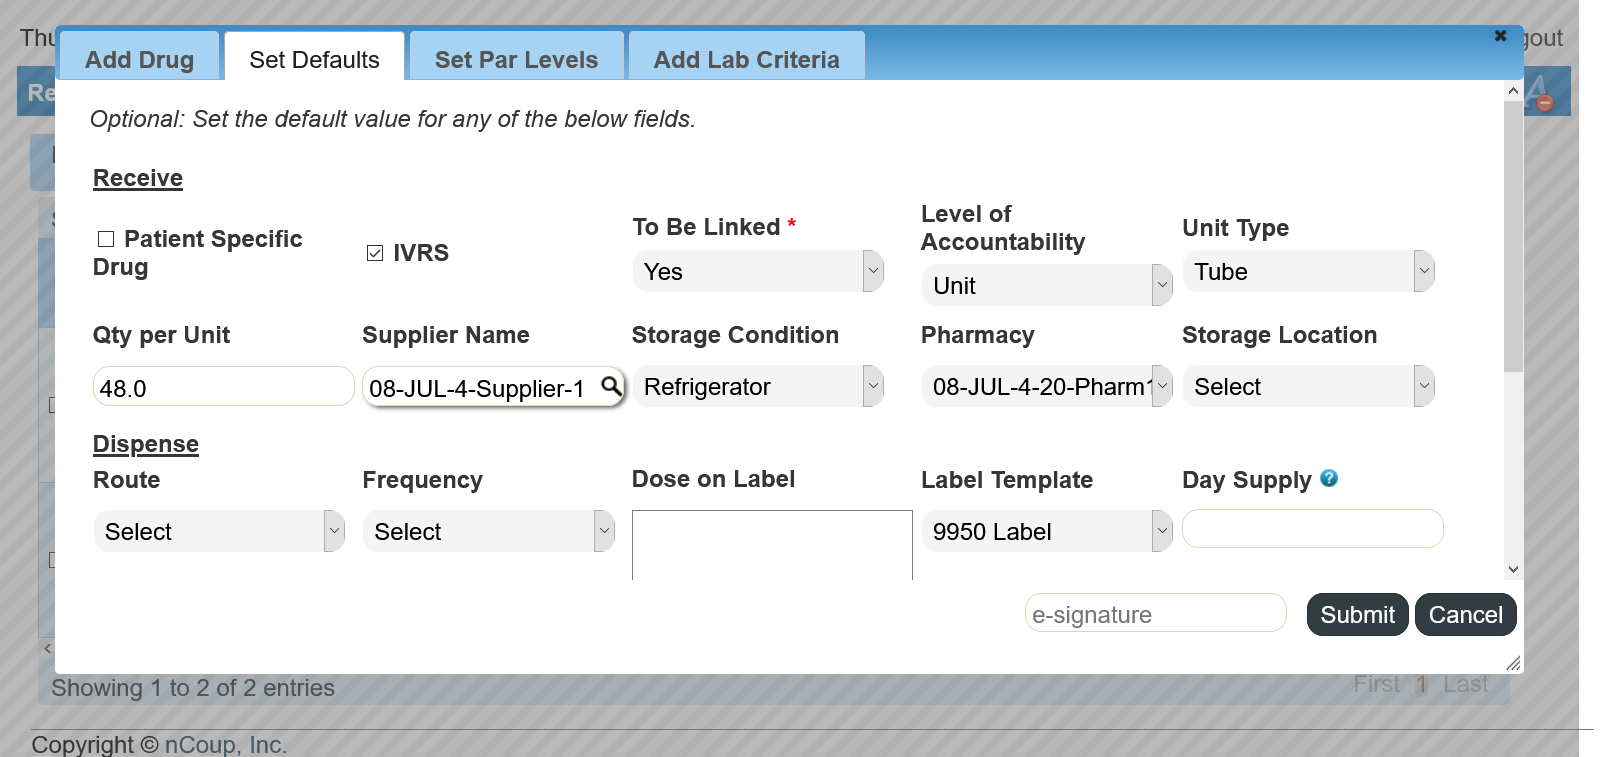 Thu
gout
Add Drug
Set Defaults
Set Par Levels
Add Lab Criteria
Re
Optional: Set the default value for any of the below fields.
Receive
Patient Specific
Drug
IVRS
To Be Linked *
Level of
Accountability
Unit Type
Yes
Unit
Tube
Qty per Unit
Supplier Name
Storage Condition
Pharmacy
Storage Location
48.0
08-JUL-4-Supplier-1
Refrigerator
08-JUL-4-20-Pharm1
Select
Dispense
Route
Frequency
Dose on Label
Label Template
Day Supply ?
Select
Select
9950 Label
e-signature
Submit
Cancel
Showing 1 to 2 of 2 entries
First 1 Last
Copyright © nCoup, Inc.